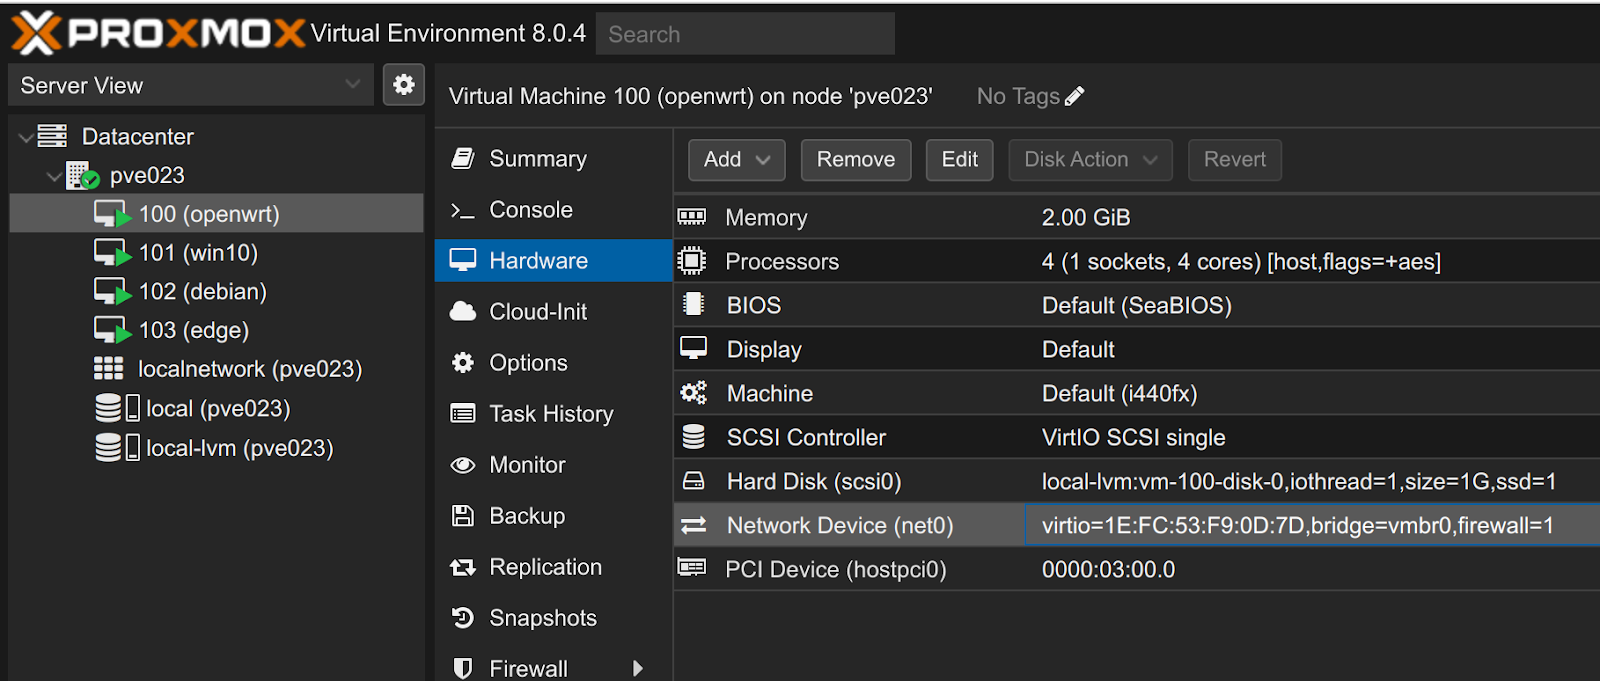 PROXMOX Virtual Environment 8.0.4 Search
Server View
Virtual Machine 100 (openwrt) on node 'pve023' No Tags
Datacenter
pve023
100 (openwrt)
101 (win10)
102 (debian)
103 (edge)
localnetwork (pve023)
local (pve023)
local-lvm (pve023)
Summary
Console
Hardware
Cloud-Init
Options
Task History
Monitor
Backup
Replication
Snapshots
Firewall
Add Remove Edit Disk Action Revert
Memory 2.00 GiB
Processors 4 (1 sockets, 4 cores) [host,flags=+aes]
BIOS Default (SeaBIOS)
Display Default
Machine Default (i440fx)
SCSI Controller VirtIO SCSI single
Hard Disk (scsi0) local-lvm:vm-100-disk-0,iothread=1,size=1G,ssd=1
Network Device (net0) virtio=1E:FC:53:F9:0D:7D,bridge=vmbr0,firewall=1
PCI Device (hostpci0) 0000:03:00.0